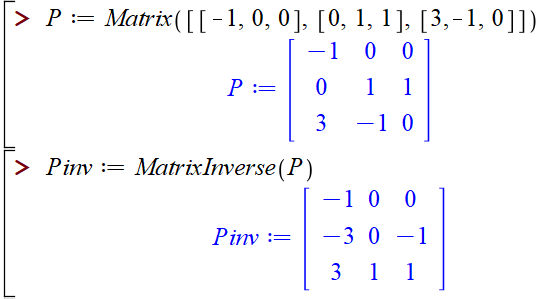 > P := Matrix([[-1, 0, 0], [0, 1, 1], [3,-1, 0]])
P := [ -1 0 0
0 1 1
3 -1 0 ]
> Pinv := MatrixInverse(P)
Pinv := [ -1 0 0
-3 0 -1
3 1 1 ]